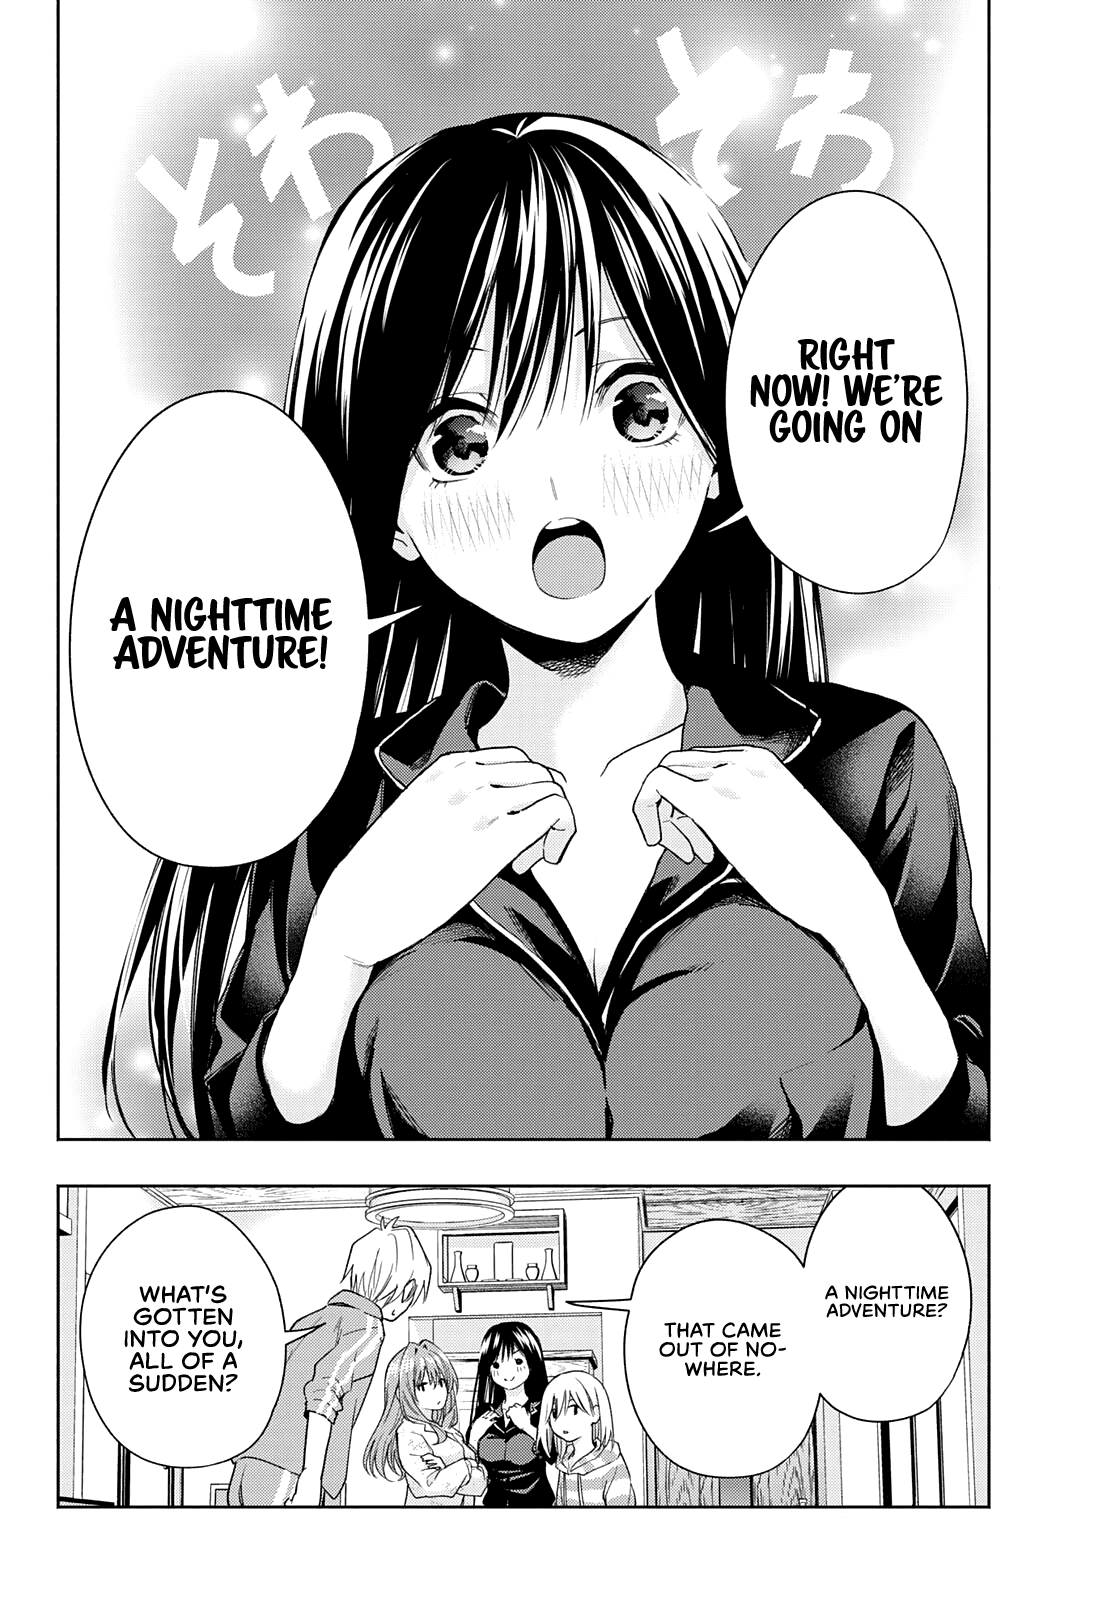 そわ
そわ
RIGHT
NOW! WE'RE
GOING ON
A NIGHTTIME
ADVENTURE!
A NIGHTTIME
ADVENTURE?
THAT CAME
OUT OF NO-
WHERE.
WHAT'S
GOTTEN
INTO YOU,
ALL OF A
SUDDEN?